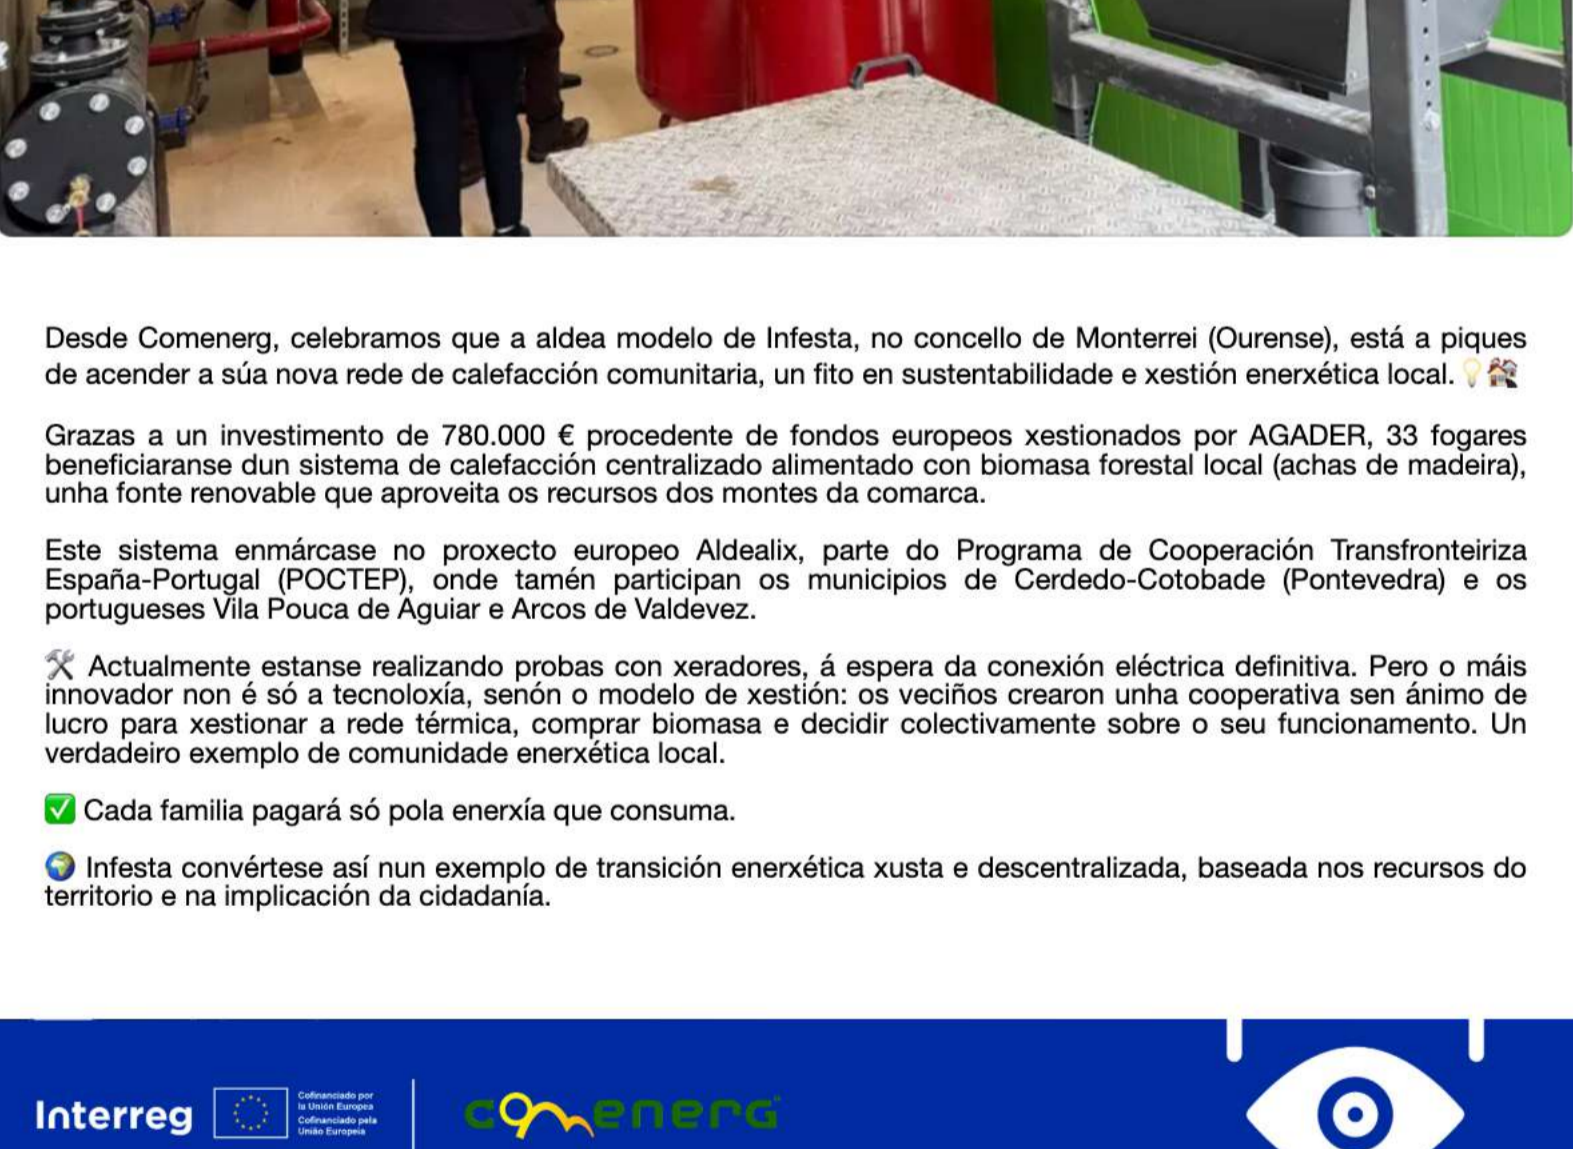 Desde Comenerg, celebramos que a aldea modelo de Infesta, no concello de Monterrei (Ourense), está a piques
de acender a súa nova rede de calefacción comunitaria, un fito en sustentabilidade e xestión enerxética local. 💡🏘️
Grazas a un investimento de 780.000 € procedente de fondos europeos xestionados por AGADER, 33 fogares
beneficiaranse dun sistema de calefacción centralizado alimentado con biomasa forestal local (achas de madeira),
unha fonte renovable que aproveita os recursos dos montes da comarca.
Este sistema enmárcase no proxecto europeo Aldealix, parte do Programa de Cooperación Transfronteiriza
España-Portugal (POCTEP), onde tamén participan os municipios de Cerdedo-Cotobade (Pontevedra) e os
portugueses Vila Pouca de Aguiar e Arcos de Valdevez.
🛠️ Actualmente estanse realizando probas con xeradores, á espera da conexión eléctrica definitiva. Pero o máis
innovador non é só a tecnoloxía, senón o modelo de xestión: os veciños crearon unha cooperativa sen ánimo de
lucro para xestionar a rede térmica, comprar biomasa e decidir colectivamente sobre o seu funcionamento. Un
verdadeiro exemplo de comunidade enerxética local.
✅ Cada familia pagará só pola enerxía que consuma.
🌍 Infesta convértese así nun exemplo de transición enerxética xusta e descentralizada, baseada nos recursos do
territorio e na implicación da cidadanía.
Interreg
Cofinanciado por
la Unión Europea
Cofinanciado pela
União Europeia
comenerg